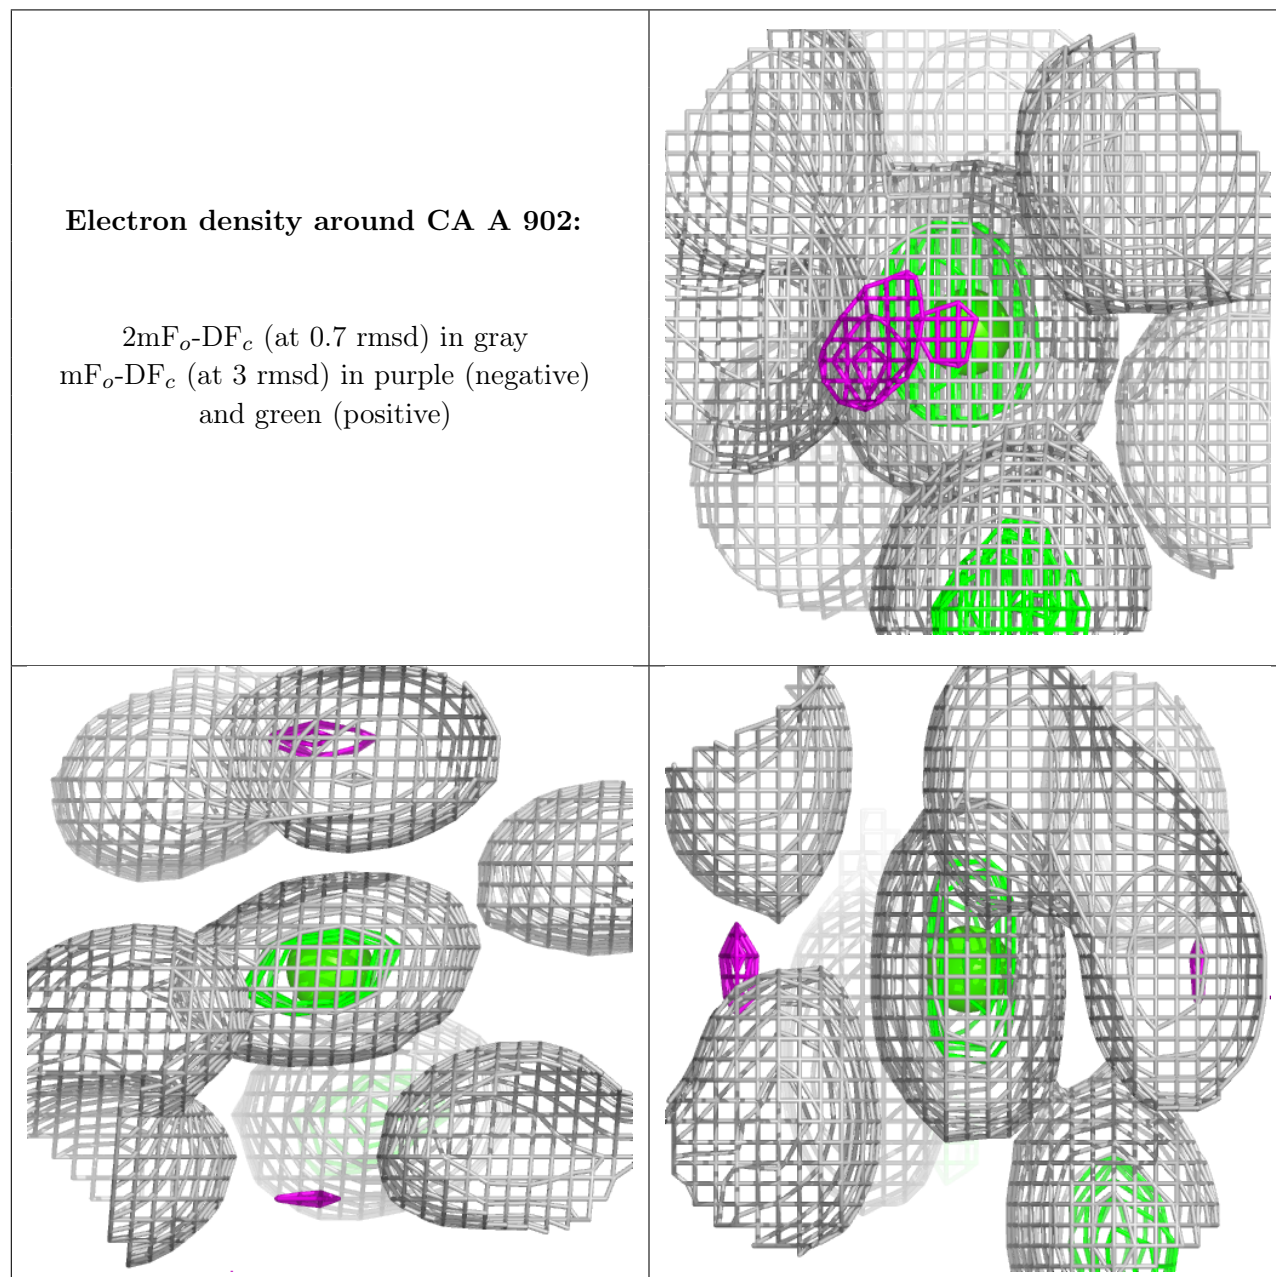 Electron density around CA A 902:
2mFo-DFc (at 0.7 rmsd) in gray
mFo-DFc (at 3 rmsd) in purple (negative)
and green (positive)